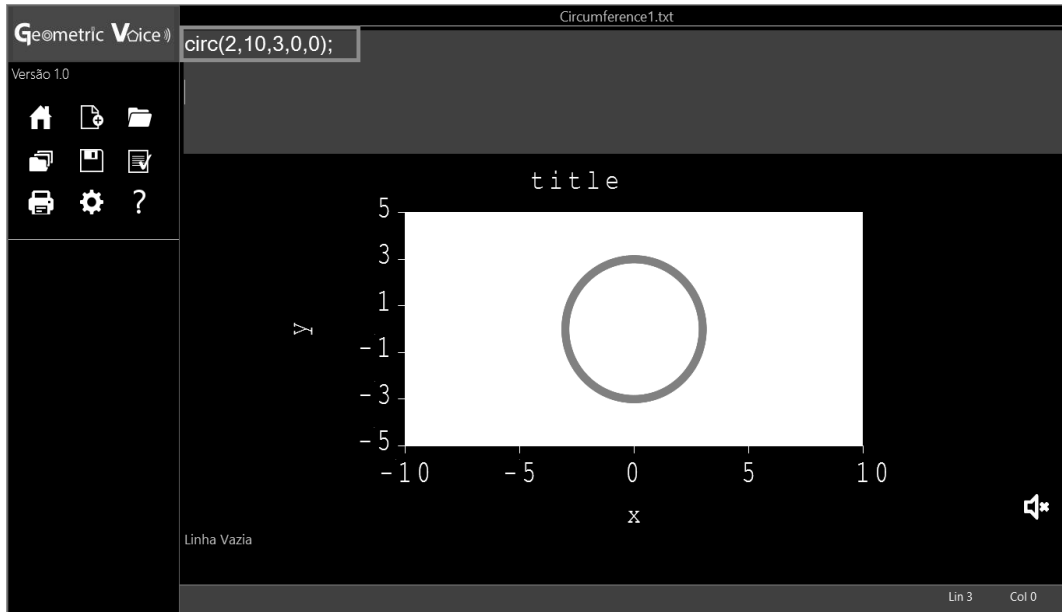 Circumference1.txt
Geometric Voice
circ(2,10,3,0,0);
Versão 1.0
?
title
5
3
1
-1
-3
-5
y
-10 -5 0 5 10
x
Linha Vazia
Lin 3 Col 0